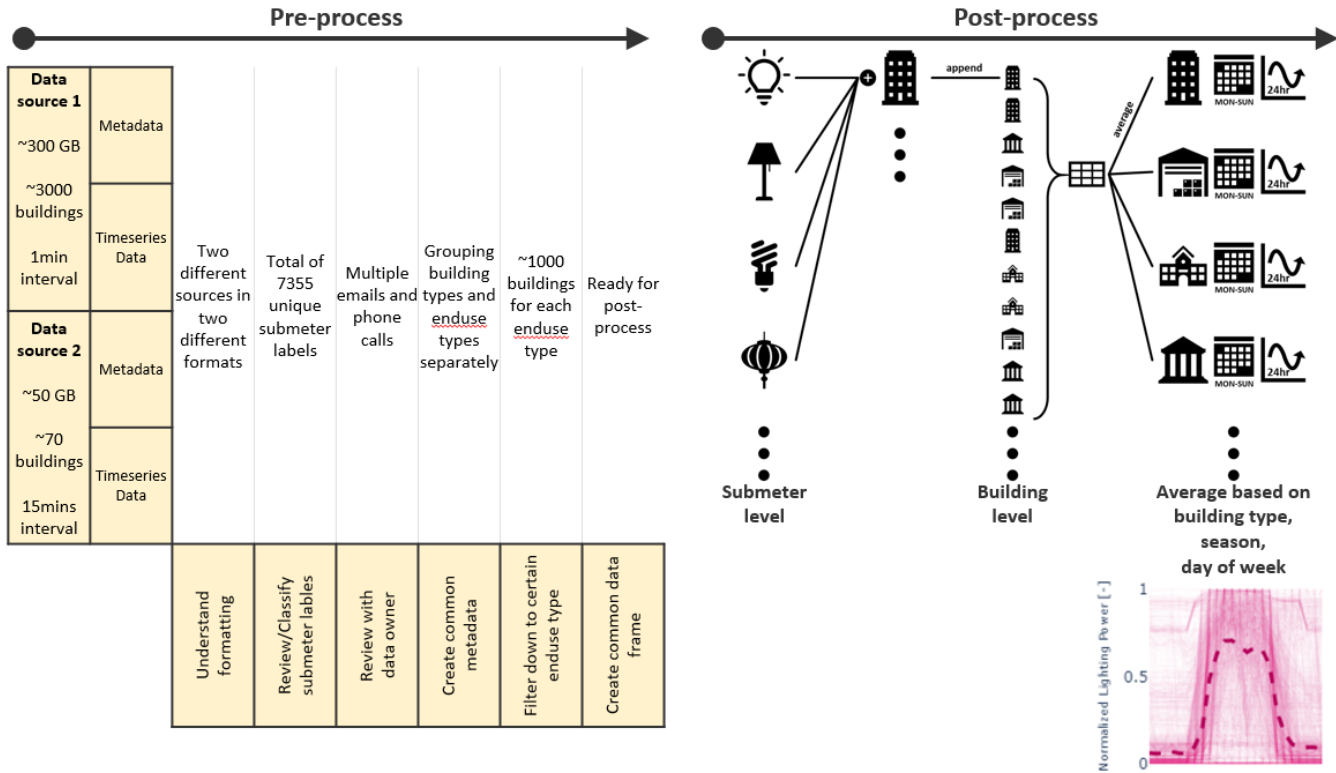 Pre-process
Data
source 1
~300 GB
~3000
buildings
1min
interval
Metadata
Timeseries
Data
Data
source 2
~50 GB
~70
buildings
15mins
interval
Metadata
Timeseries
Data
Two
different
sources in
two
different
formats
Total of
7355
unique
submeter
labels
Multiple
emails and
phone
calls
Grouping
building
types and
enduse
types
separately
~1000
buildings
for each
enduse
type
Ready for
post-
process
Understand
formatting
Review/Classify
submeter lables
Review with
data owner
Create common
metadata
Filter down to certain
enduse type
Create common data
frame
Post-process
append
average
MON-SUN
24hr
MON-SUN
24hr
MON-SUN
24hr
MON-SUN
24hr
Submeter
level
Building
level
Average based on
building type,
season,
day of week
Normalized Lighting Power [-]
1
0.5
0